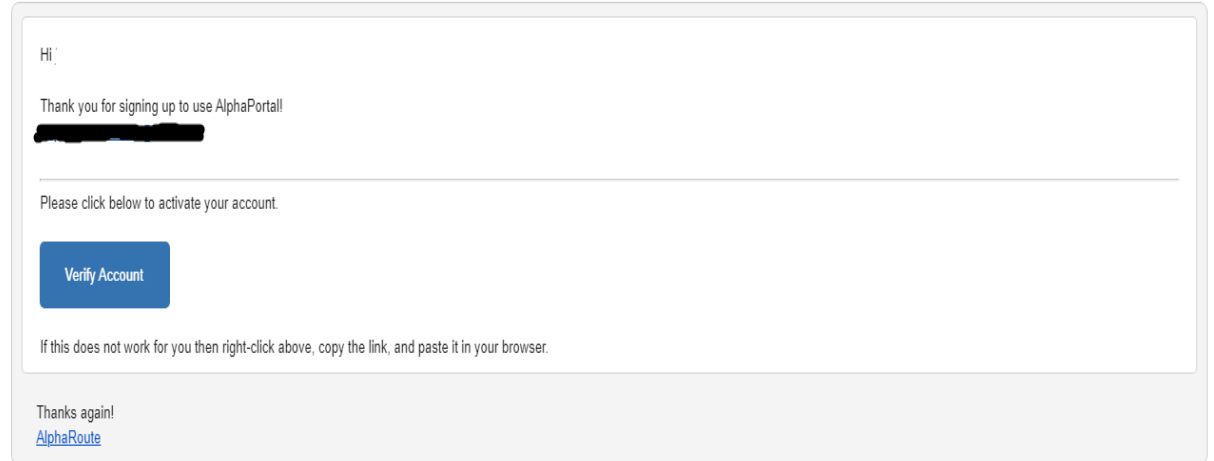 Hi
Thank you for signing up to use AlphaPortal!
Please click below to activate your account.
Verify Account
If this does not work for you then right-click above, copy the link, and paste it in your browser.
Thanks again!
AlphaRoute